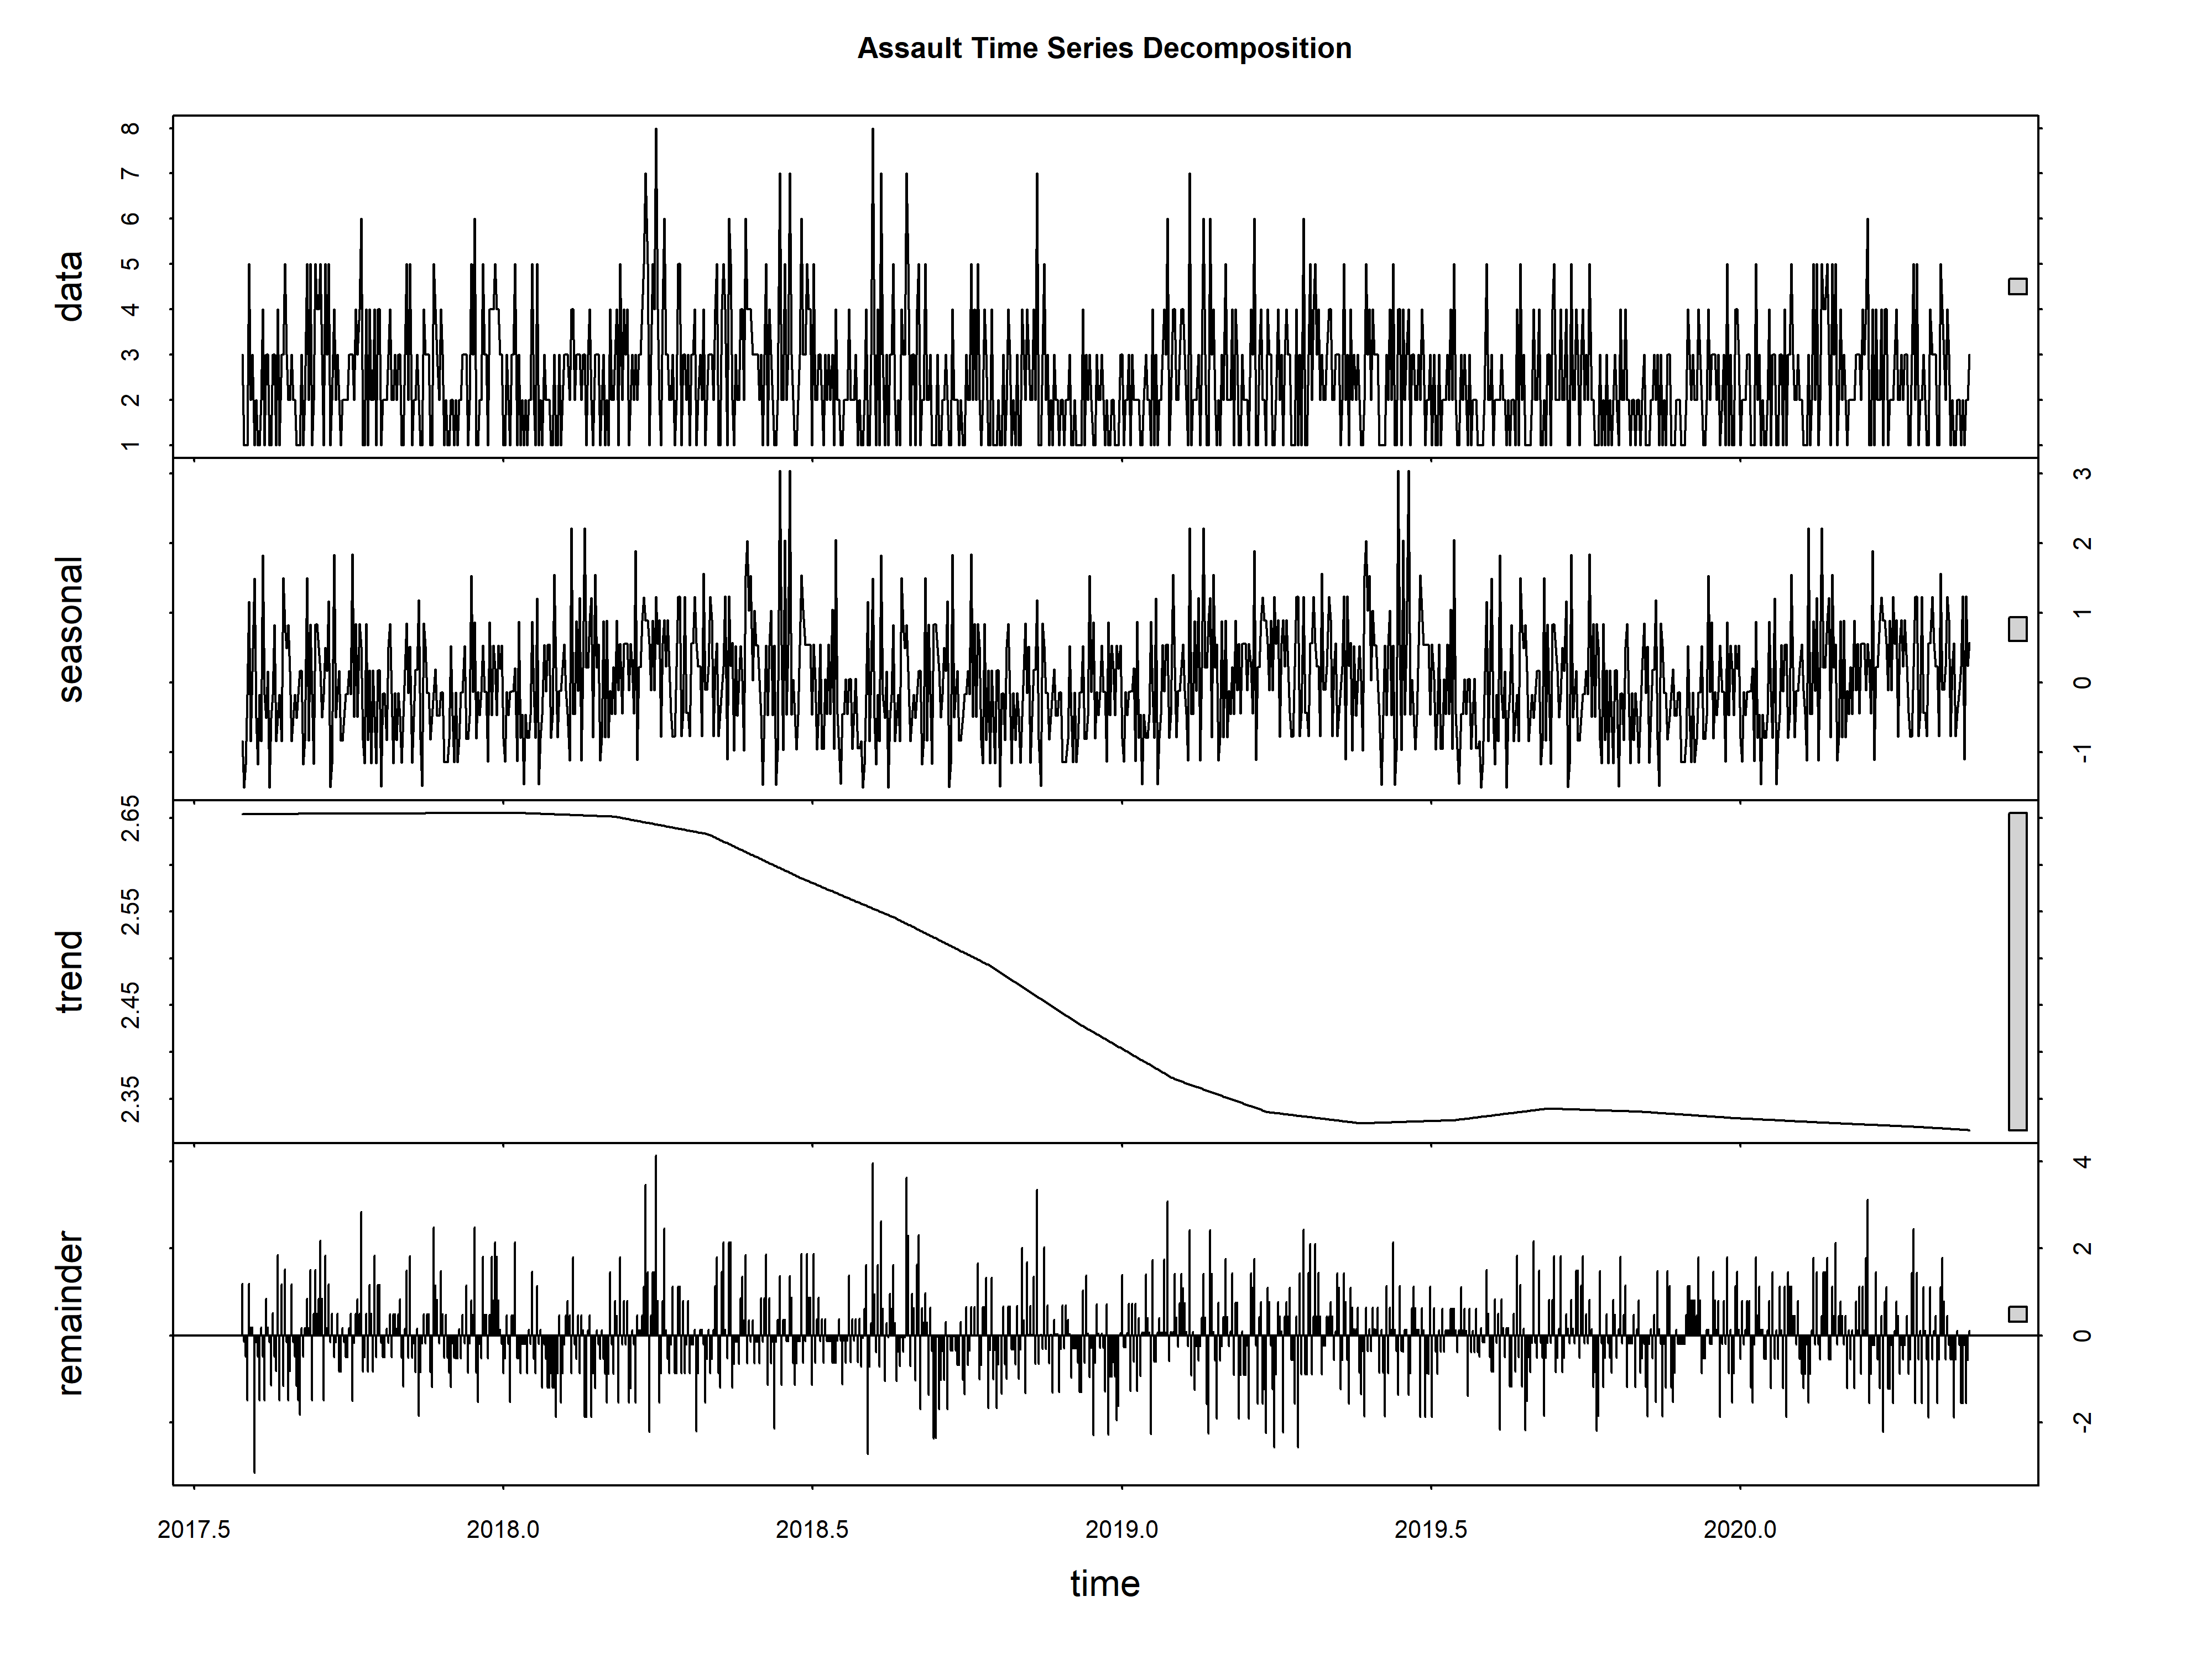 Assault Time Series Decomposition
data
1 2 3 4 5 6 7 8
seasonal
-1 0 1 2 3
trend
2.35 2.45 2.55 2.65
remainder
-2 0 2 4
2017.5 2018.0 2018.5 2019.0 2019.5 2020.0
time